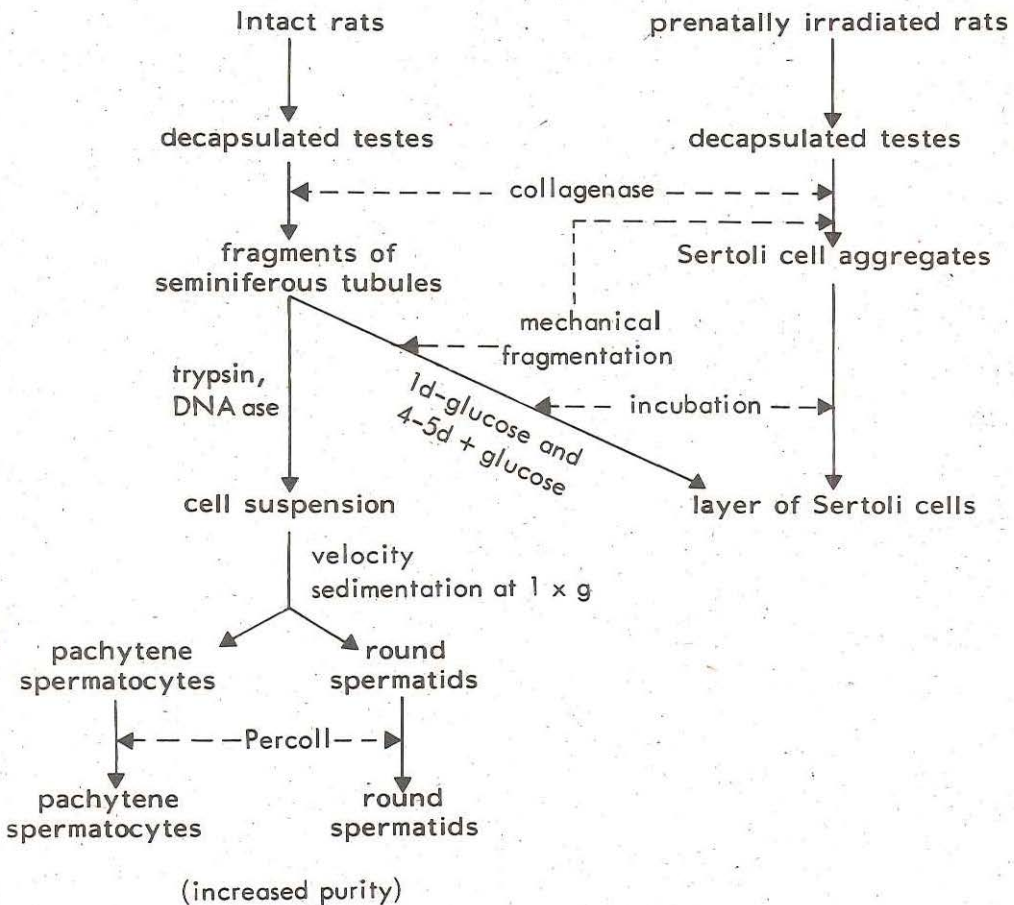 Intact rats
prenatally irradiated rats
decapsulated testes
decapsulated testes
collagenase
fragments of
seminiferous tubules
Sertoli cell aggregates
mechanical
fragmentation
trypsin,
DNA ase
1d-glucose and
4-5d + glucose
incubation
cell suspension
layer of Sertoli cells
velocity
sedimentation at 1 x g
pachytene
spermatocytes
round
spermatids
Percoll
pachytene
spermatocytes
round
spermatids
(increased purity)